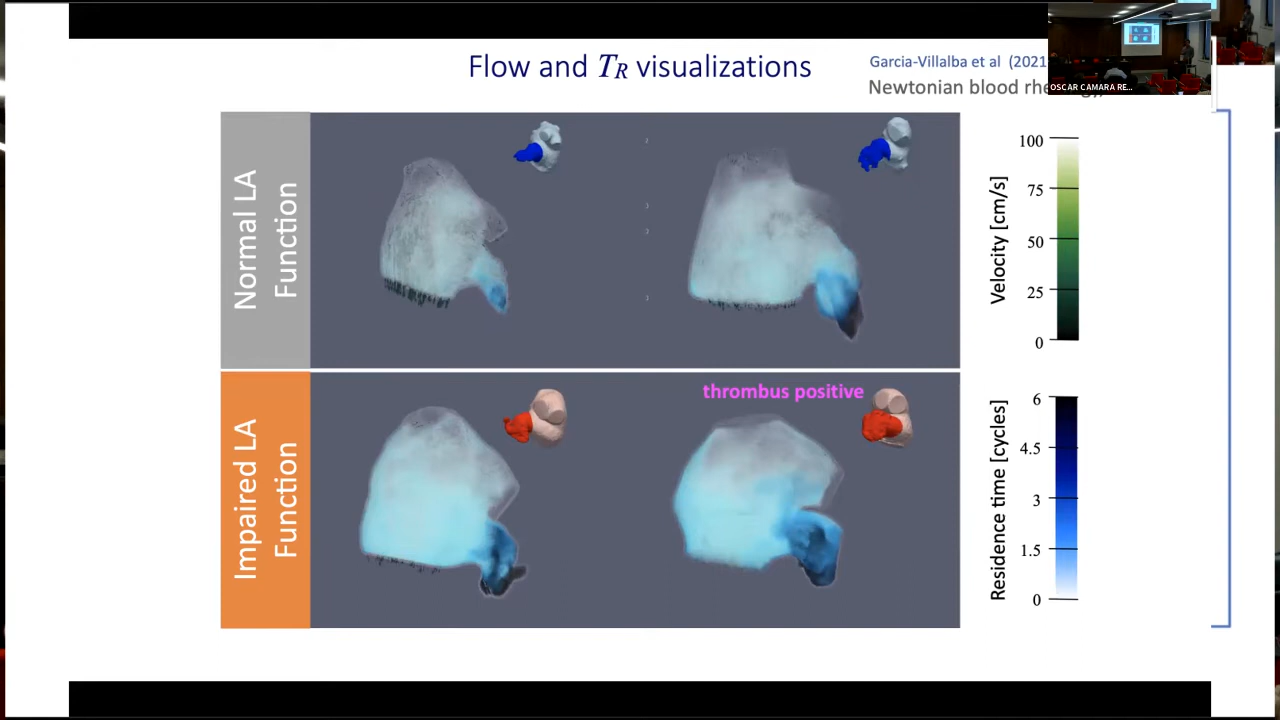 Flow and TR visualizations
Garcia-Villalba et al (2021
Newtonian blood
OSCAR CAMARA RE...
Normal LA
Function
Impaired LA
Function
thrombus positive
Velocity [cm/s]
100
75
50
25
0
Residence time [cycles]
6
4.5
3
1.5
0